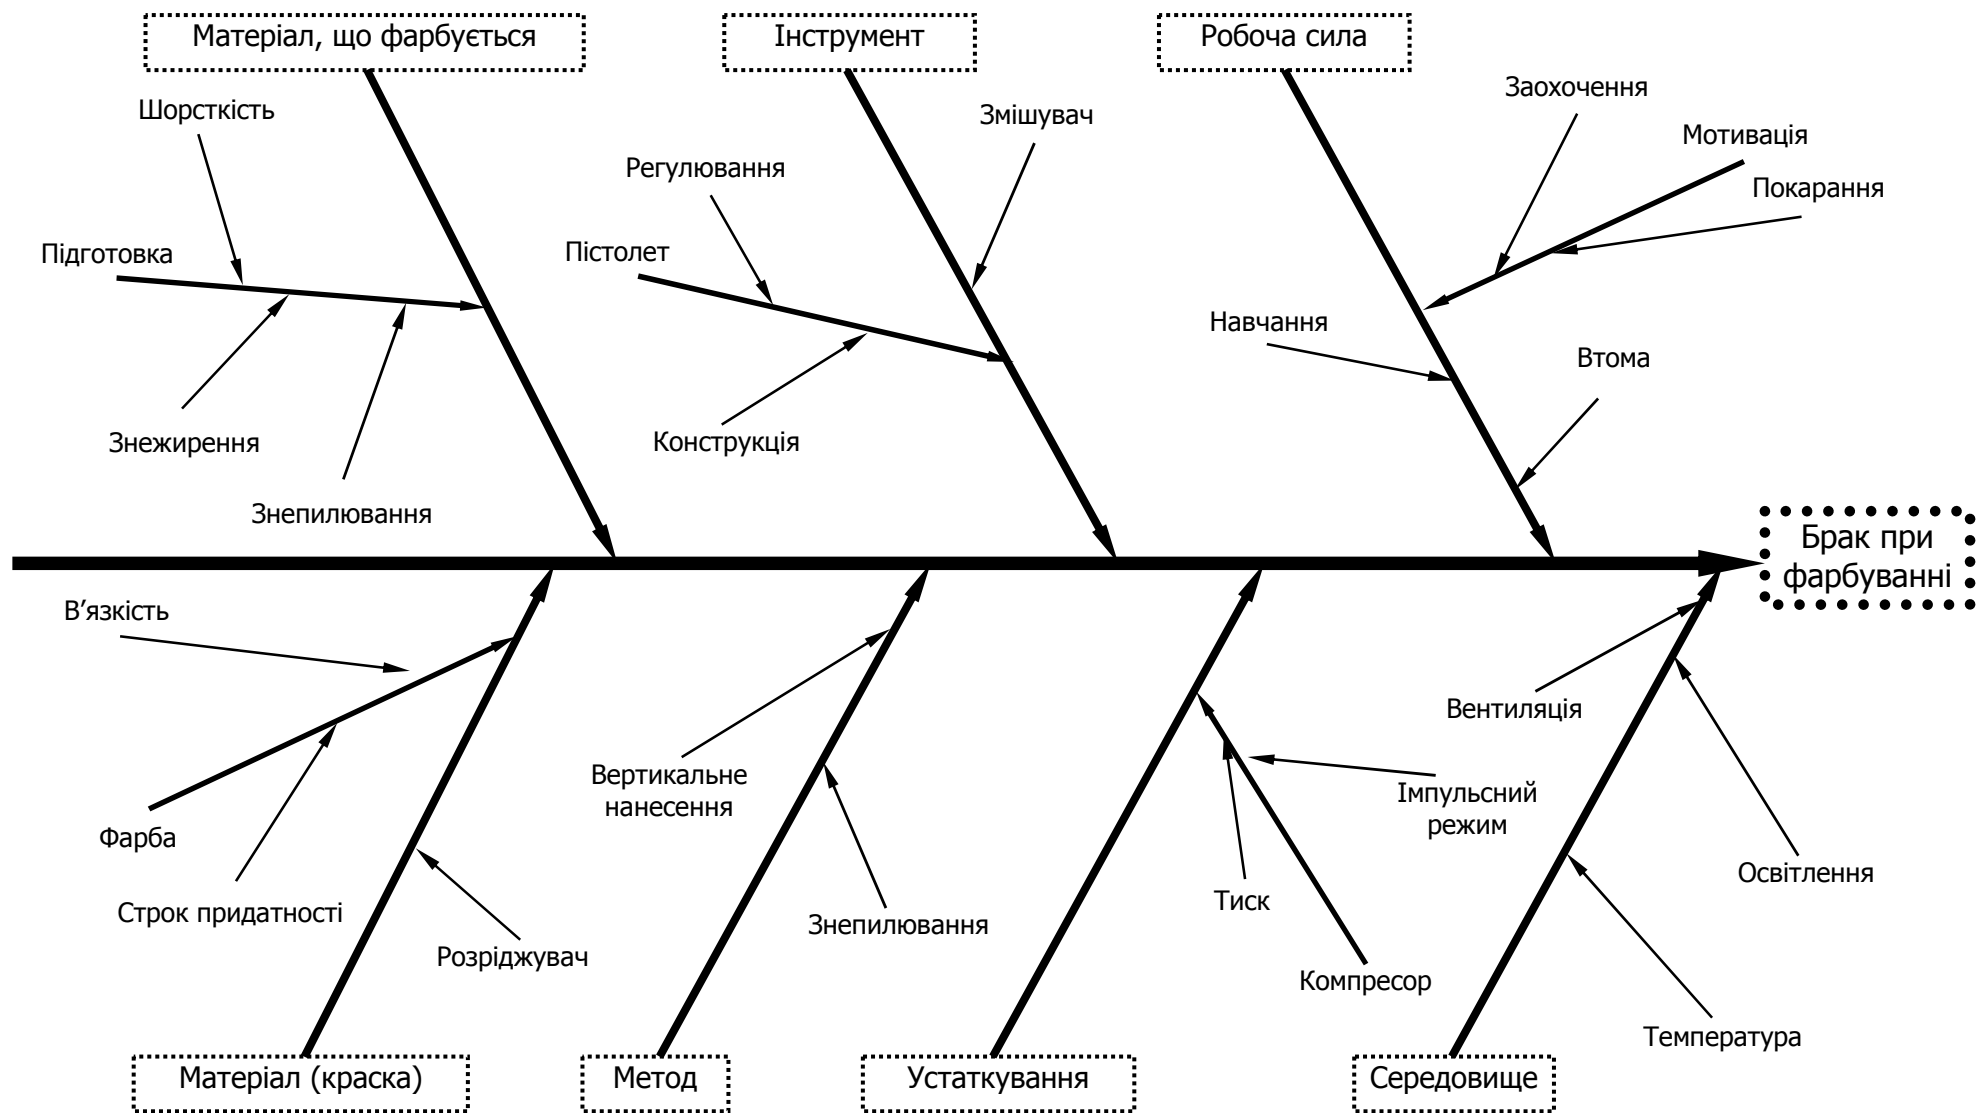 Матеріал, що фарбується
Інструмент
Робоча сила
Шорсткість
Змішувач
Заохочення
Мотивація
Регулювання
Покарання
Підготовка
Пістолет
Навчання
Втома
Знежирення
Конструкція
Знепилювання
Брак при
фарбуванні
В’язкість
Вентиляція
Вертикальне
нанесення
Імпульсний
режим
Фарба
Освітлення
Строк придатності
Тиск
Знепилювання
Розріджувач
Компресор
Температура
Матеріал (краска)
Метод
Устаткування
Середовище